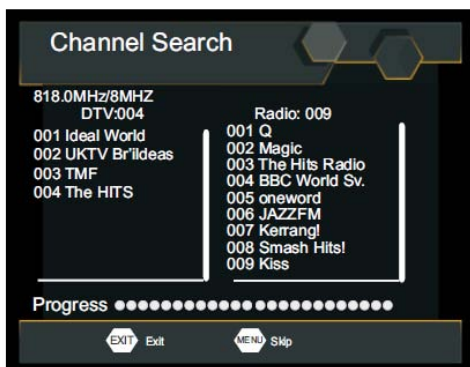 Channel Search
818.0MHz/8MHZ
DTV:004
001 Ideal World
002 UKTV Br'ildeas
003 TMF
004 The HITS
Radio: 009
001 Q
002 Magic
003 The Hits Radio
004 BBC World Sv.
005 oneword
006 JAZZFM
007 Kerrang!
008 Smash Hits!
009 Kiss
Progress
EXIT Exit
MENU Skip